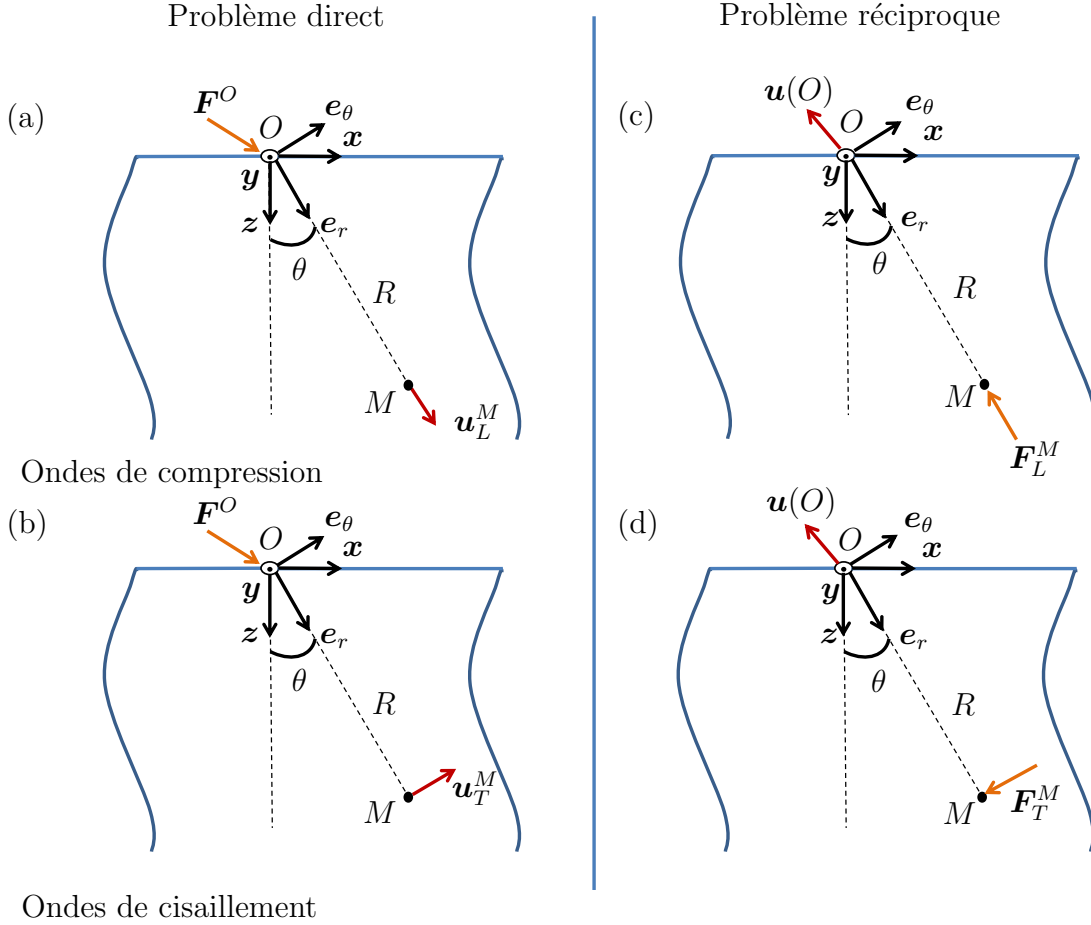 Problème direct
Problème réciproque
(a)
F^O
O
e_θ
x
y
z
e_r
θ
R
M
u_L^M
(c)
u(O)
O
e_θ
x
y
z
e_r
θ
R
M
F_L^M
Ondes de compression
(b)
F^O
O
e_θ
x
y
z
e_r
θ
R
M
u_T^M
(d)
u(O)
O
e_θ
x
y
z
e_r
θ
R
M
F_T^M
Ondes de cisaillement